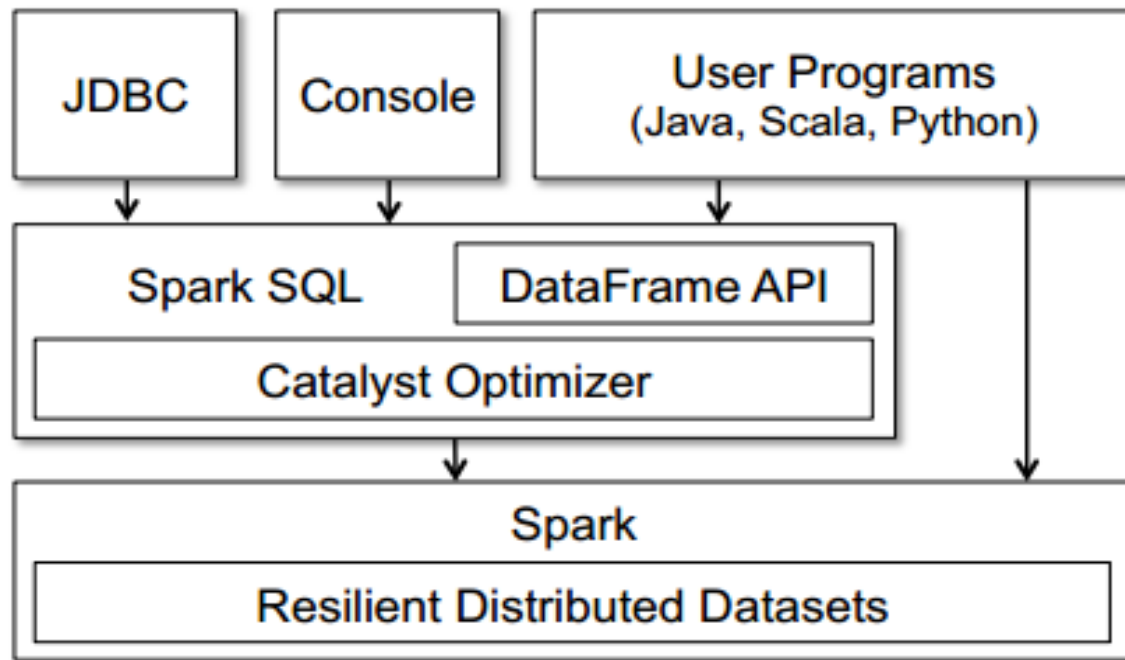 JDBC
Console
User Programs
(Java, Scala, Python)
Spark SQL
DataFrame API
Catalyst Optimizer
Spark
Resilient Distributed Datasets